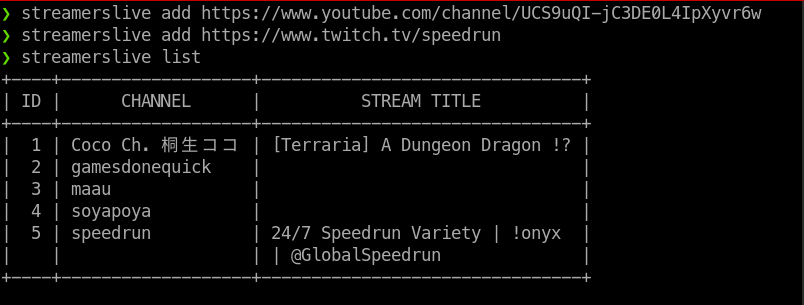 ❯ streamerslive add https://www.youtube.com/channel/UCS9uQI-jC3DE0L4IpXyvr6w
❯ streamerslive add https://www.twitch.tv/speedrun
❯ streamerslive list
+----+--------------------+---------------------------------+
| ID |      CHANNEL       |          STREAM TITLE           |
+----+--------------------+---------------------------------+
|  1 | Coco Ch. 桐生ココ | [Terraria] A Dungeon Dragon !? |
|  2 | gamesdonequick     |                                 |
|  3 | maau               |                                 |
|  4 | soyapoya           |                                 |
|  5 | speedrun           | 24/7 Speedrun Variety | !onyx   |
|    |                    | | @GlobalSpeedrun               |
+----+--------------------+---------------------------------+